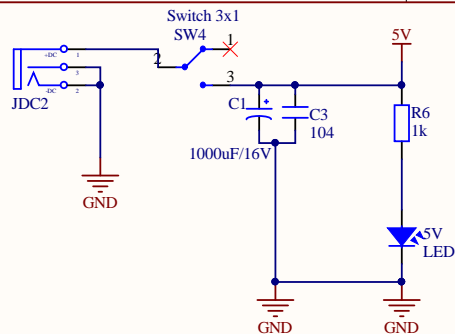 Switch 3x1
SW4
5V
+DC
1
3
-DC
2
JDC2
2
1
3
C1
+
C3
104
1000uF/16V
R6
1k
5V
LED
GND
GND
GND